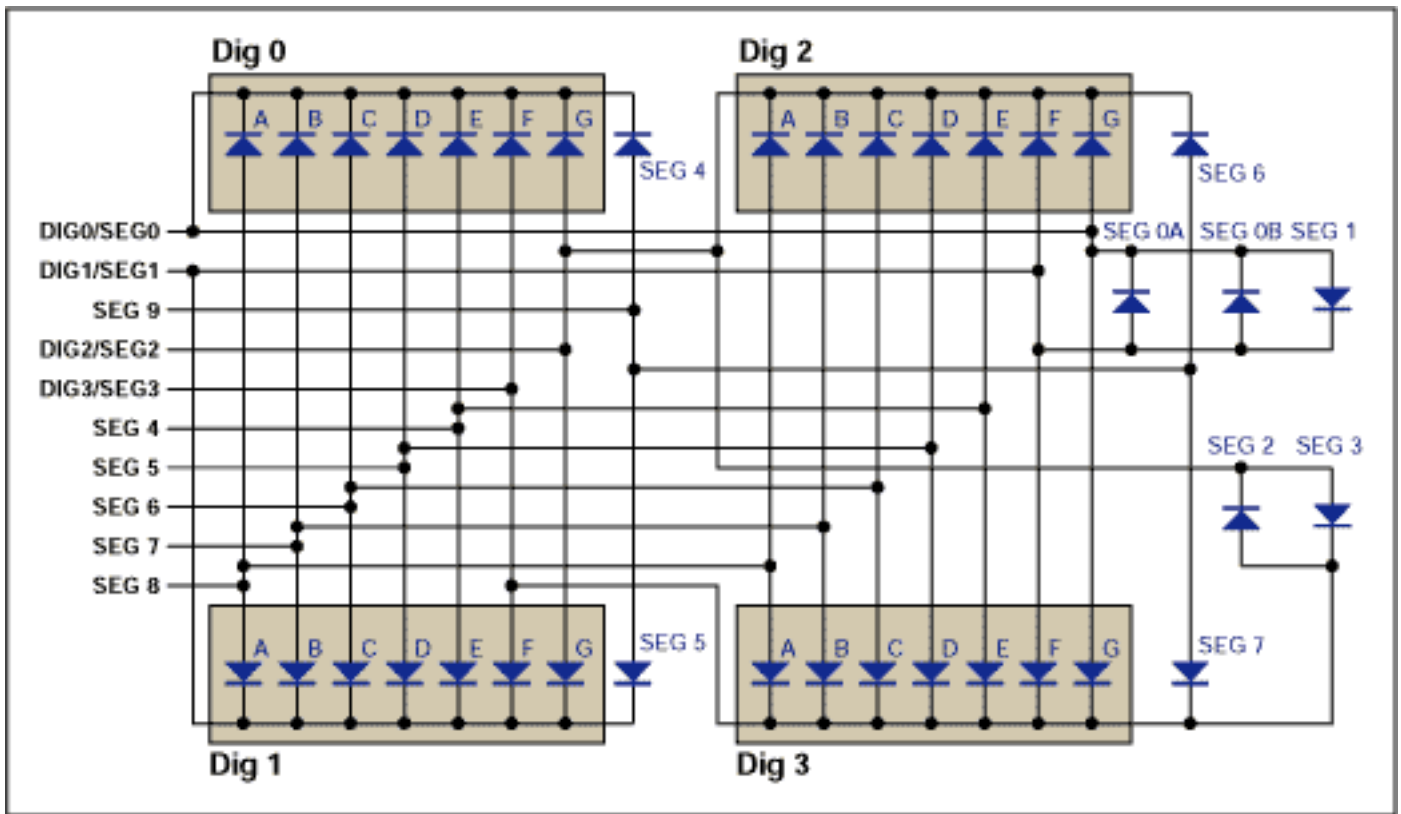 Dig 0
Dig 2
A B C D E F G
A B C D E F G
SEG 4
SEG 6
DIG0/SEG0
SEG 0A SEG 0B SEG 1
DIG1/SEG1
SEG 9
DIG2/SEG2
DIG3/SEG3
SEG 4
SEG 2 SEG 3
SEG 5
SEG 6
SEG 7
SEG 8
A B C D E F G
SEG 5
A B C D E F G
SEG 7
Dig 1
Dig 3